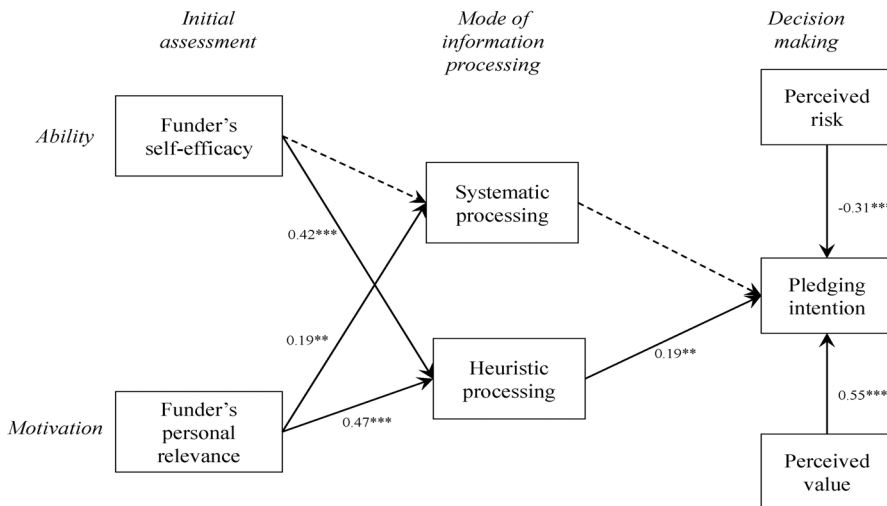 Initial
assessment
Mode of
information
processing
Decision
making
Ability
Funder's
self-efficacy
Perceived
risk
Systematic
processing
-0.31***
0.42***
Pledging
intention
0.19**
Heuristic
processing
0.19**
Motivation
Funder's
personal
relevance
0.47***
0.55***
Perceived
value